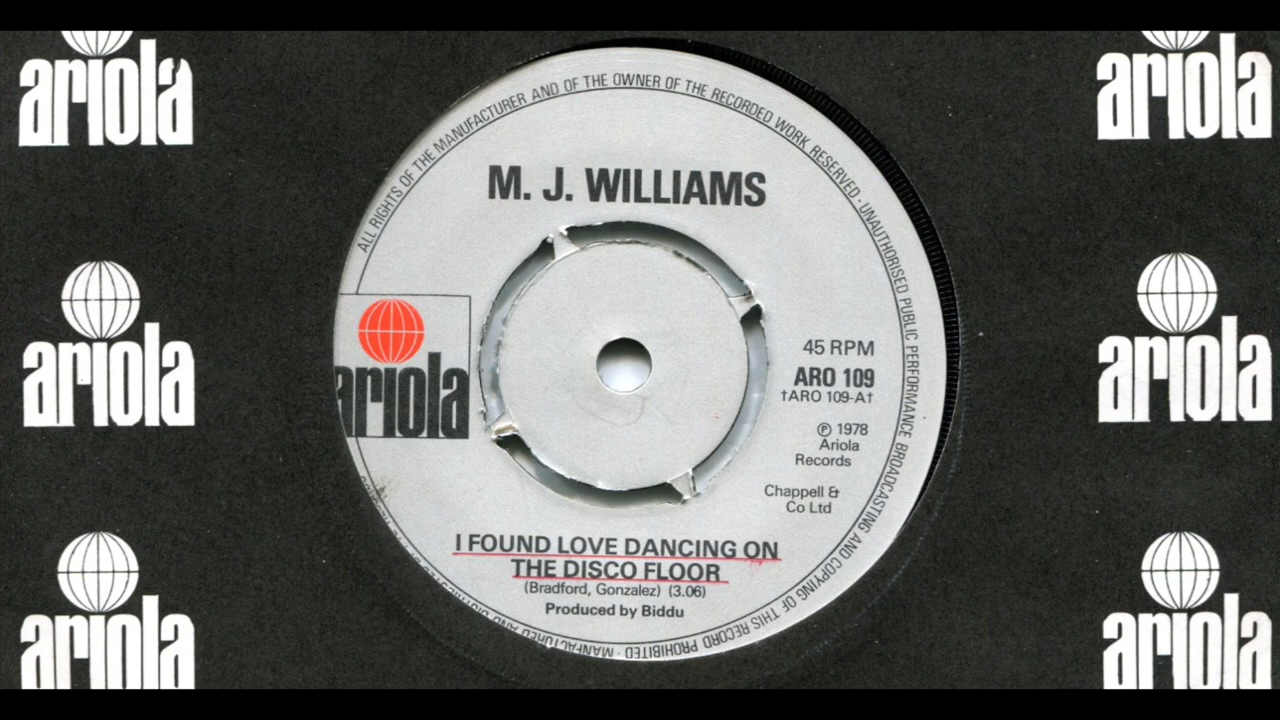 ariola
ariola
ariola
ariola
ariola
ariola
ALL RIGHTS OF THE MANUFACTURER AND OF THE OWNER OF THE RECORDED WORK RESERVED · UNAUTHORISED PUBLIC PERFORMANCE BROADCASTING AND COPYING OF THIS RECORD PROHIBITED · MANUFACTURED AND
M. J. WILLIAMS
ariola
45 RPM
ARO 109
†ARO 109-A†
℗ 1978
Ariola
Records
Chappell &
Co Ltd
I FOUND LOVE DANCING ON
THE DISCO FLOOR
(Bradford, Gonzalez) (3.06)
Produced by Biddu